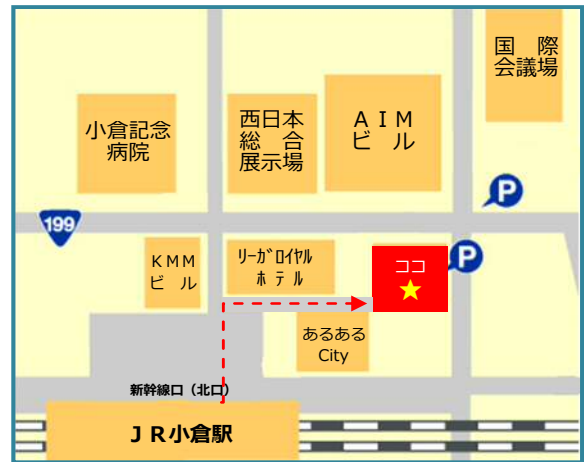 国　際
会議場
ＡＩＭ
ビ　ル
西日本
総　合
展示場
小倉記念
病院
P
199
KMM
ビ　ル
ﾘｰｶﾞﾛｲﾔﾙ
ホ テ ル
ココ
P
あるある
City
新幹線口（北口）
ＪＲ小倉駅